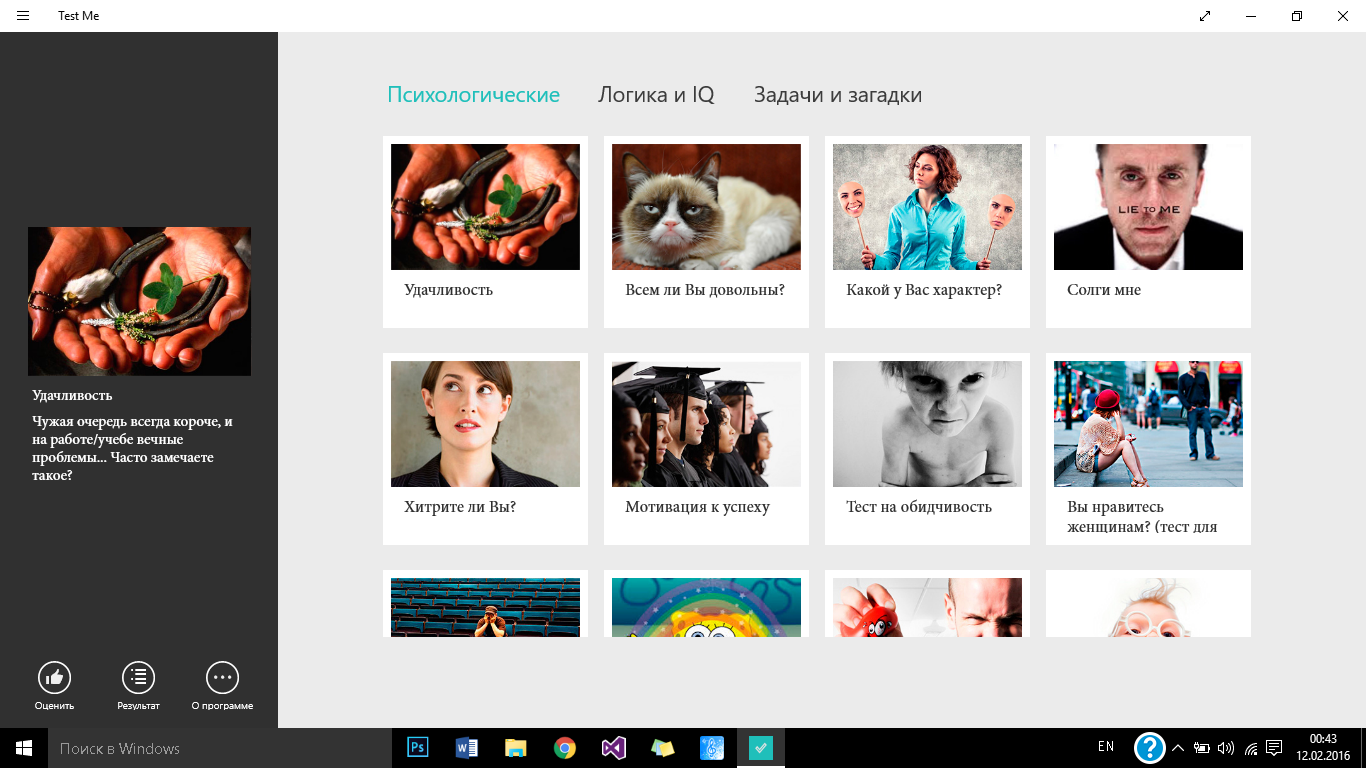 Test Me
Психологические
Логика и IQ
Задачи и загадки
Удачливость
Всем ли Вы довольны?
Какой у Вас характер?
LIE TO ME
Солги мне
Хитрите ли Вы?
Мотивация к успеху
Тест на обидчивость
Вы нравитесь
женщинам? (тест для
Удачливость
Чужая очередь всегда короче, и
на работе/учебе вечные
проблемы... Часто замечаете
такое?
Оценить
Результат
О программе
Поиск в Windows
Ps
W
EN
?
00:43
12.02.2016